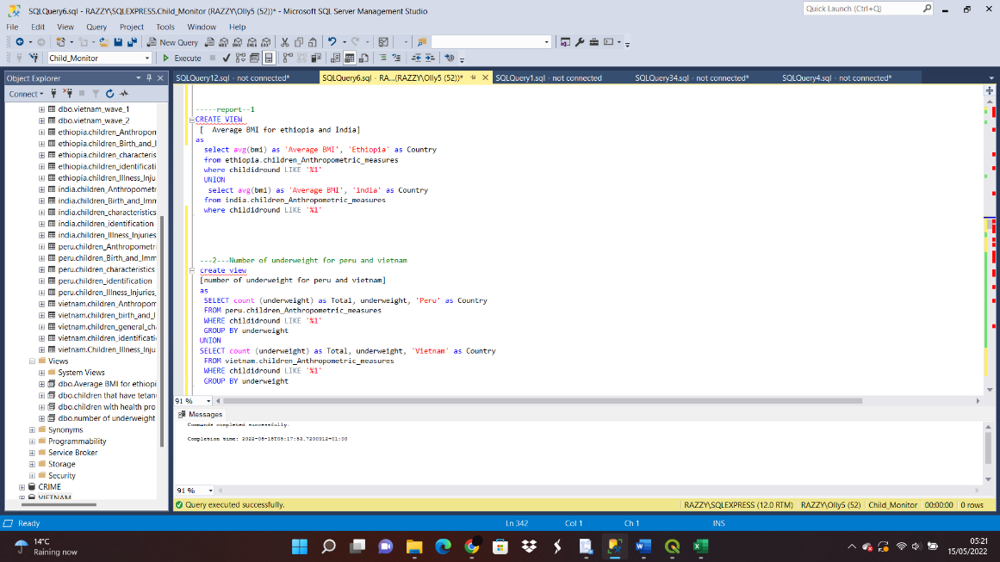 SQLQuery6.sql - RAZZY\SQLEXPRESS.Child_Monitor (RAZZY\Olly5 (52))* - Microsoft SQL Server Management Studio
Quick Launch (Ctrl+Q)
File Edit View Query Project Tools Window Help
New Query
Child_Monitor
Execute
Object Explorer
SQLQuery12.sql - not connected*
SQLQuery6.sql - RA...(RAZZY\Olly5 (52))*
SQLQuery1.sql - not connected
SQLQuery34.sql - not connected*
SQLQuery4.sql - not connected*
Connect
dbo.vietnam_wave_1
dbo.vietnam_wave_2
ethiopia.children_Anthropom
ethiopia.children_Birth_and_I
ethiopia.children_characteris
ethiopia.children_identificati
ethiopia.children_Illness_Inju
india.children_Anthropometr
india.children_Birth_and_Imm
india.children_characteristics
india.children_identification
india.children_Illness_Injuries
peru.children_Anthropometri
peru.children_Birth_and_Imm
peru.children_characteristics
peru.children_identification
peru.children_Illness_Injuries_
vietnam.children_Anthropom
vietnam.children_birth_and_I
vietnam.children_general_ch
vietnam.children_identificati
vietnam.Children_Illness_Inju
Views
System Views
dbo.Average BMI for ethiopi
dbo.children that have tetan
dbo.children with health pro
dbo.number of underweight
Synonyms
Programmability
Service Broker
Storage
Security
CRIME
VIETNAM
-----report--1
CREATE VIEW
[  Average BMI for ethiopia and India]
as
select avg(bmi) as 'Average BMI', 'Ethiopia' as Country
from ethiopia.children_Anthropometric_measures
where childidround LIKE '%1'
UNION
select avg(bmi) as 'Average BMI', 'india' as Country
from india.children_Anthropometric_measures
where childidround LIKE '%1'
---2---Number of underweight for peru and vietnam
create view
[number of underweight for peru and vietnam]
as
SELECT count (underweight) as Total, underweight, 'Peru' as Country
FROM peru.children_Anthropometric_measures
WHERE childidround LIKE '%1'
GROUP BY underweight
UNION
SELECT count (underweight) as Total, underweight, 'Vietnam' as Country
FROM vietnam.children_Anthropometric_measures
WHERE childidround LIKE '%1'
GROUP BY underweight
91 %
Messages
Commands completed successfully.
91 %
Query executed successfully.
RAZZY\SQLEXPRESS (12.0 RTM) RAZZY\Olly5 (52) Child_Monitor 00:00:00 0 rows
Ready
Ln 342 Col 1 Ch 1 INS
14°C
Raining now
05:21
15/05/2022